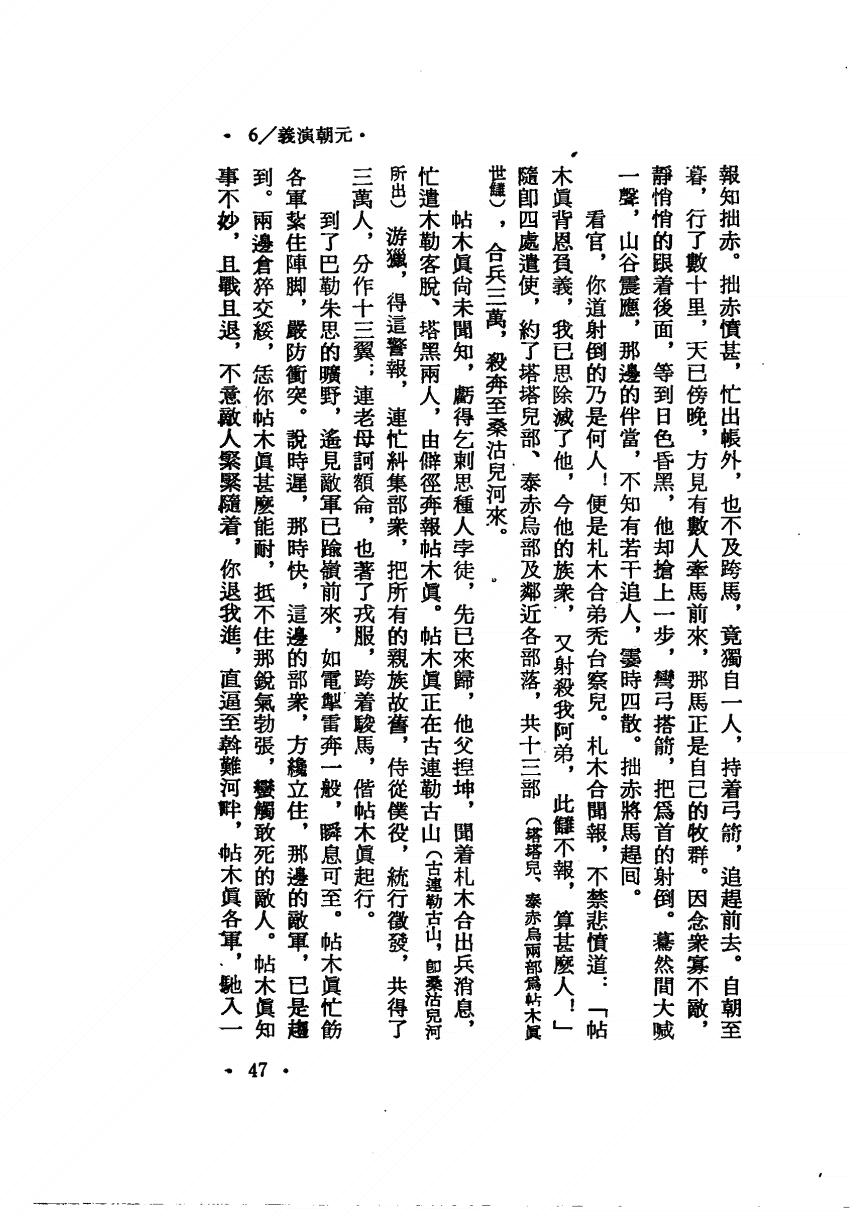 •6/義演朝元•
報知拙赤。拙赤憤甚，忙出帳外，也不及跨馬，竟獨自一人，持着弓箭，追趕前去。自朝至
暮，行了數十里，天已傍晚，方見有數人牽馬前來，那馬正是自己的牧群。因念衆寡不敵，
靜悄悄的跟着後面，等到日色昏黑，他却搶上一步，彎弓搭箭，把爲首的射倒。驀然間大喊
一聲，山谷震應，那邊的伴當，不知有若干追人，霎時四散。拙赤將馬趕回。
看官，你道射倒的乃是何人！便是札木合弟禿台察兒。札木合聞報，不禁悲憤道：「帖
木眞背恩負義，我已思除滅了他，今他的族衆，又射殺我阿弟，此讎不報，算甚麼人！」
隨卽四處遣使，約了塔塔兒部、泰赤烏部及鄰近各部落，共十三部（塔塔兒、泰赤烏兩部爲帖木眞
世讎），合兵三萬，殺奔至桑沽兒河來。
帖木眞尙未聞知，虧得乞剌思種人孛徒，先已來歸，他父捏坤，聞着札木合出兵消息，
忙遣木勒客脫、塔黑兩人，由僻徑奔報帖木眞。帖木眞正在古連勒古山（古連勒古山，卽桑沽兒河
所出）游獵，得這警報，連忙糾集部衆，把所有的親族故舊，侍從僕役，統行徵發，共得了
三萬人，分作十三翼；連老母訶額侖，也著了戎服，跨着駿馬，偕帖木眞起行。
到了巴勒朱思的曠野，遙見敵軍已踰嶺前來，如電掣雷奔一般，瞬息可至。帖木眞忙飭
各軍紮住陣脚，嚴防衝突。說時遲，那時快，這邊的部衆，方纔立住，那邊的敵軍，已是趨
到。兩邊倉猝交綏，恁你帖木眞甚麼能耐，抵不住那銳氣勃張，蠻觸敢死的敵人。帖木眞知
事不妙，且戰且退，不意敵人緊緊隨着，你退我進，直逼至斡難河畔，帖木眞各軍，馳入一
•47•